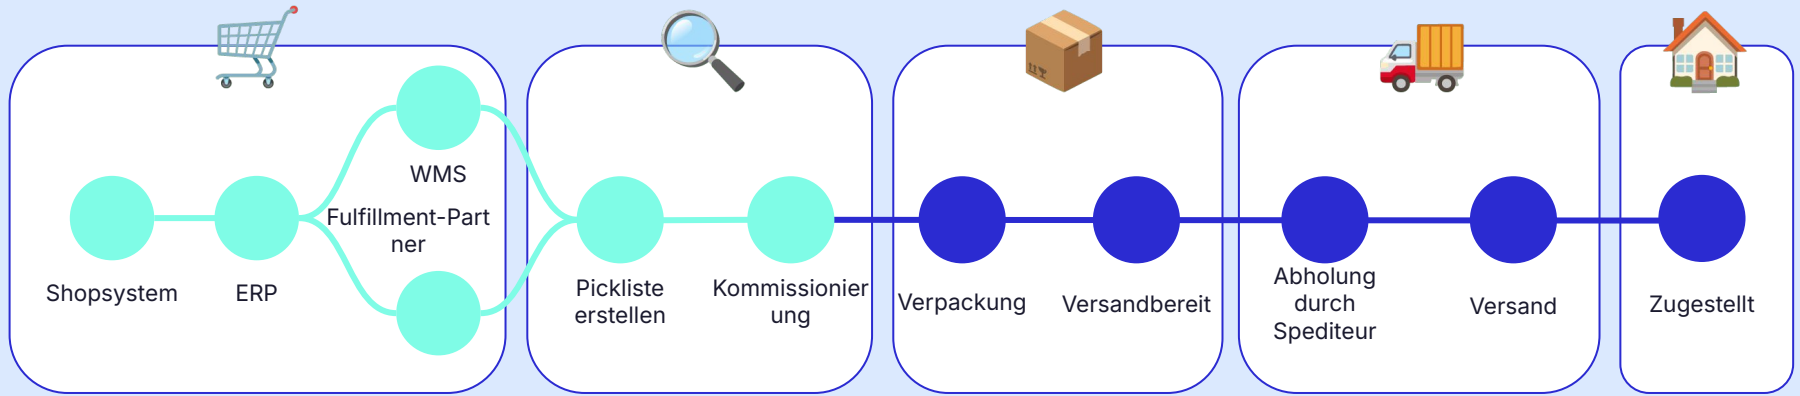 Shopsystem
ERP
WMS
Fulfillment-Part
ner
Pickliste
erstellen
Kommissionier
ung
Verpackung
Versandbereit
Abholung
durch
Spediteur
Versand
Zugestellt